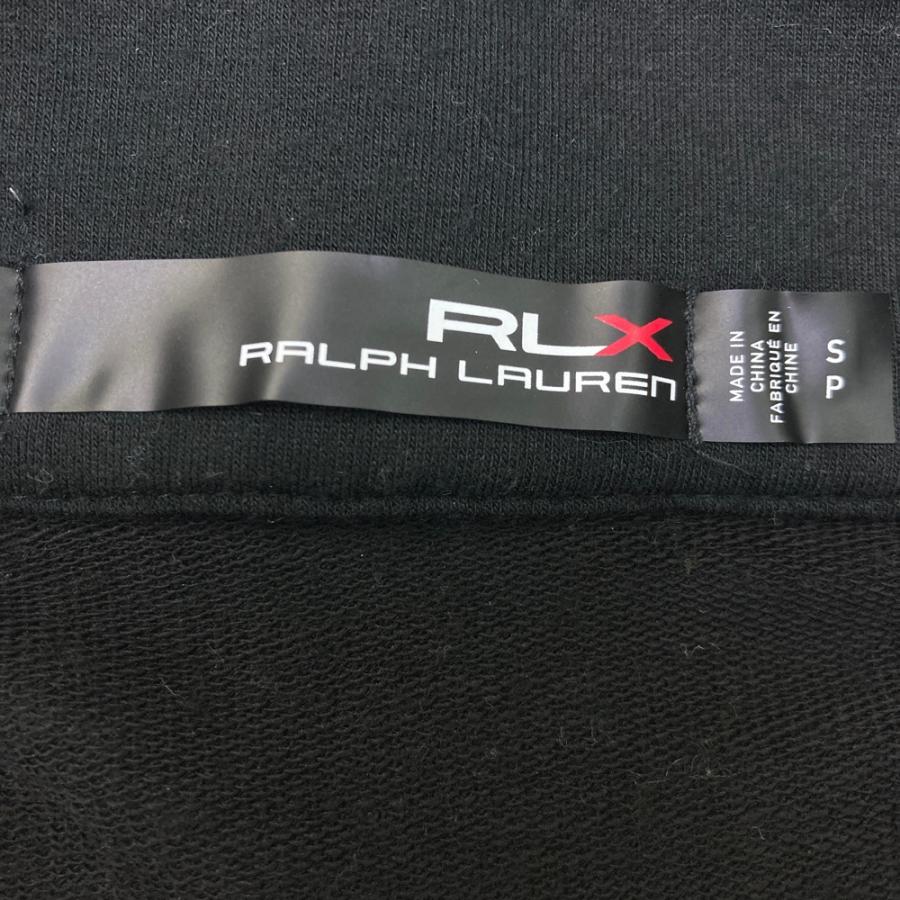 RLX
RALPH LAUREN
MADE IN
CHINA
FABRIQUÉ EN
CHINE
S
P